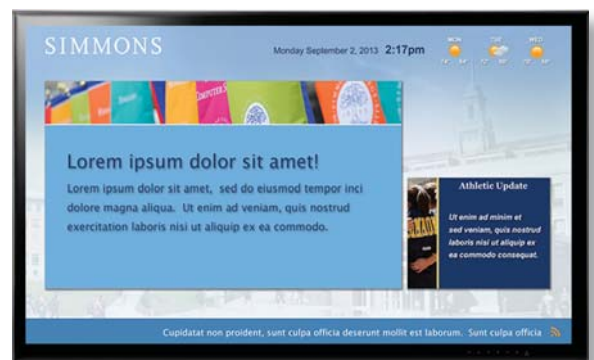 SIMMONS
Monday September 2, 2013 2:17pm
MON TUE WED
COMPUTER'S
Lorem ipsum dolor sit amet!
Lorem ipsum dolor sit amet, sed do eiusmod tempor inci
dolore magna aliqua. Ut enim ad veniam, quis nostrud
exercitation laboris nisi ut aliquip ex ea commodo.
Athletic Update
Ut enim ad minim et
sed veniam, quis nostrud
laboris nisi ut aliquip ex
ea commodo consequat.
Cupidatat non proident, sunt culpa officia deserunt mollit est laborum. Sunt culpa officia